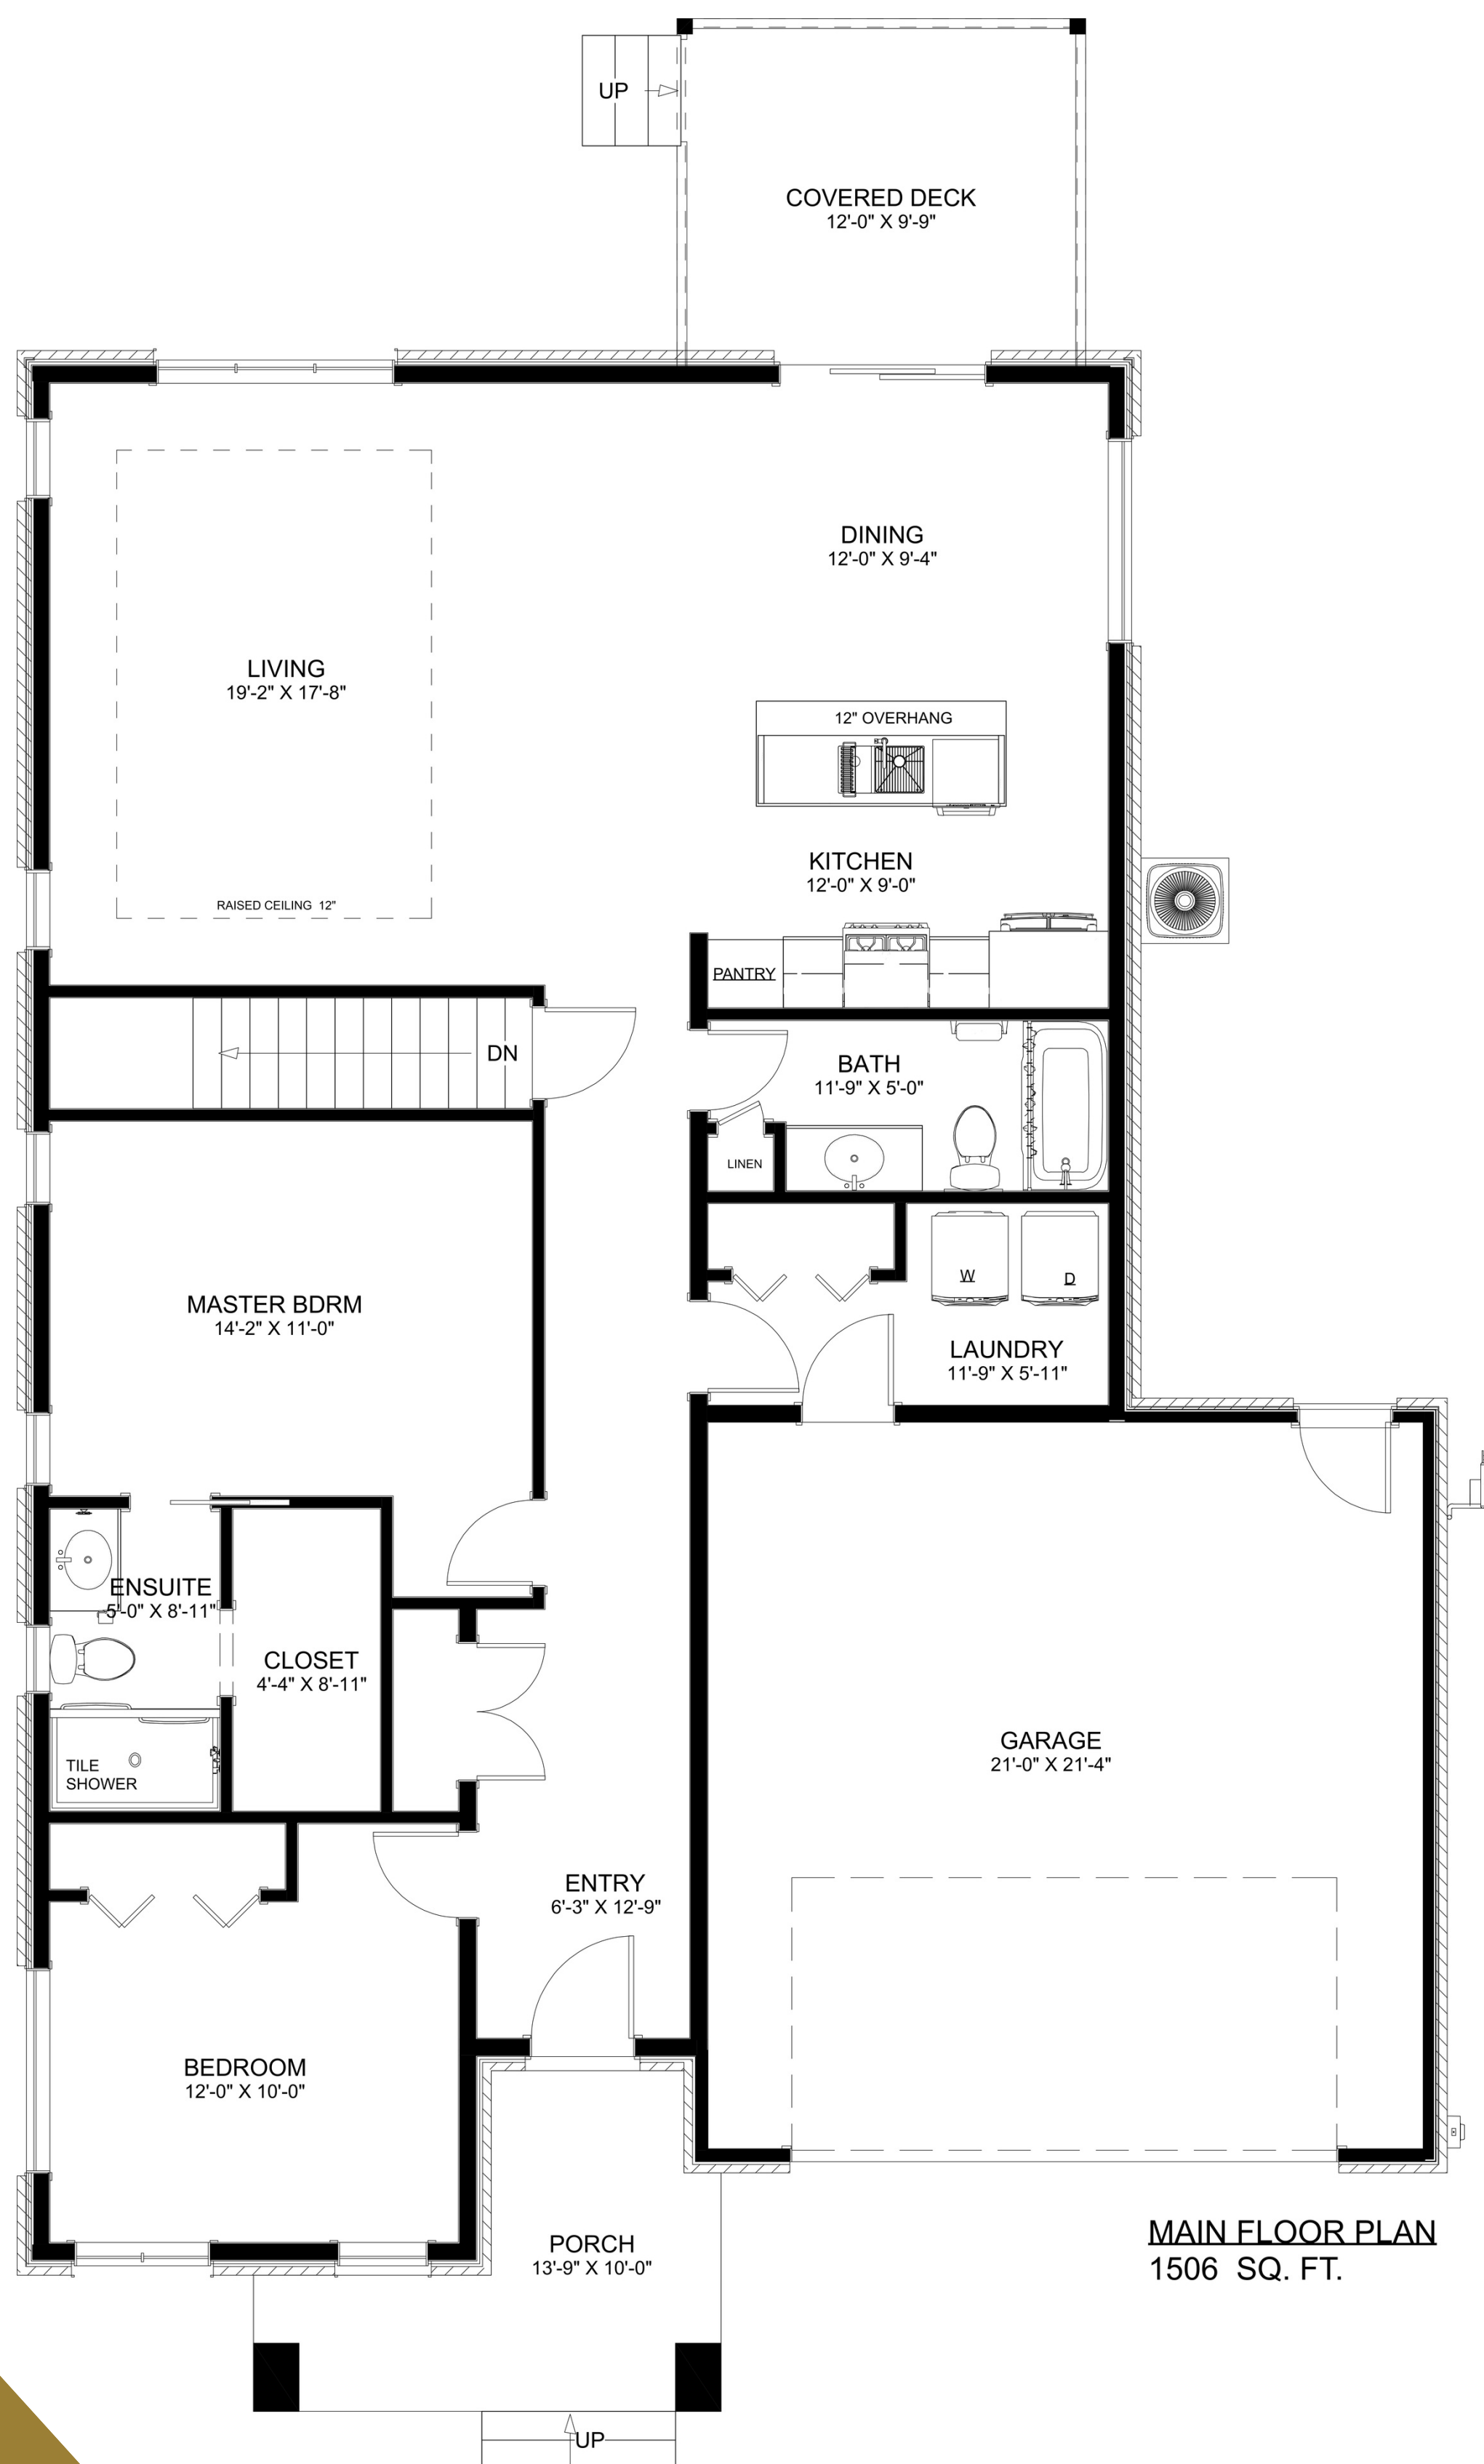 UP
COVERED DECK
12'-0" X 9'-9"
DINING
12'-0" X 9'-4"
LIVING
19'-2" X 17'-8"
12" OVERHANG
KITCHEN
12'-0" X 9'-0"
RAISED CEILING 12"
PANTRY
DN
BATH
11'-9" X 5'-0"
LINEN
W
D
MASTER BDRM
14'-2" X 11'-0"
LAUNDRY
11'-9" X 5'-11"
ENSUITE
5'-0" X 8'-11"
CLOSET
4'-4" X 8'-11"
TILE
SHOWER
GARAGE
21'-0" X 21'-4"
ENTRY
6'-3" X 12'-9"
BEDROOM
12'-0" X 10'-0"
PORCH
13'-9" X 10'-0"
MAIN FLOOR PLAN
1506 SQ. FT.
UP